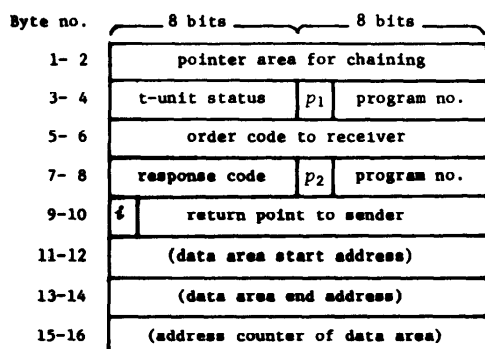 Byte no. 8 bits 8 bits
1- 2 pointer area for chaining
3- 4 t-unit status p1 program no.
5- 6 order code to receiver
7- 8 response code p2 program no.
9-10 i return point to sender
11-12 (data area start address)
13-14 (data area end address)
15-16 (address counter of data area)